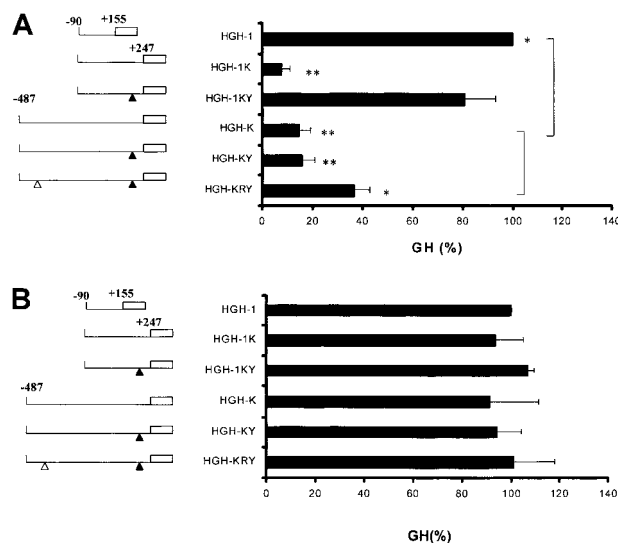 A
-90 +155
+247
-487
HGH-1
*
HGH-1K
**
HGH-1KY
HGH-K
**
HGH-KY
**
HGH-KRY
*
0 20 40 60 80 100 120 140
GH (%)
B
-90 +155
+247
-487
HGH-1
HGH-1K
HGH-1KY
HGH-K
HGH-KY
HGH-KRY
0 20 40 60 80 100 120 140
GH(%)